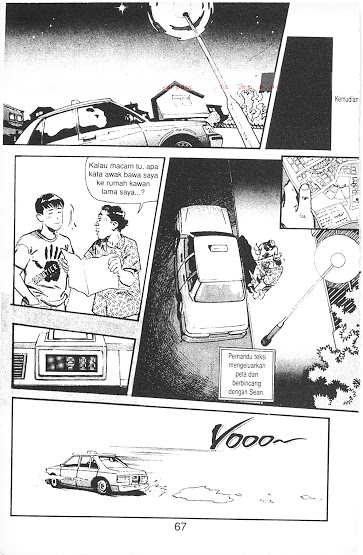 Kemudian
Kalau macam tu, apa
kata awak bawa saya
ke rumah kawan
lama saya...?
Pemandu teksi
mengeluarkan
peta dan
berbincang
dengan Sean.
VOOO~
67